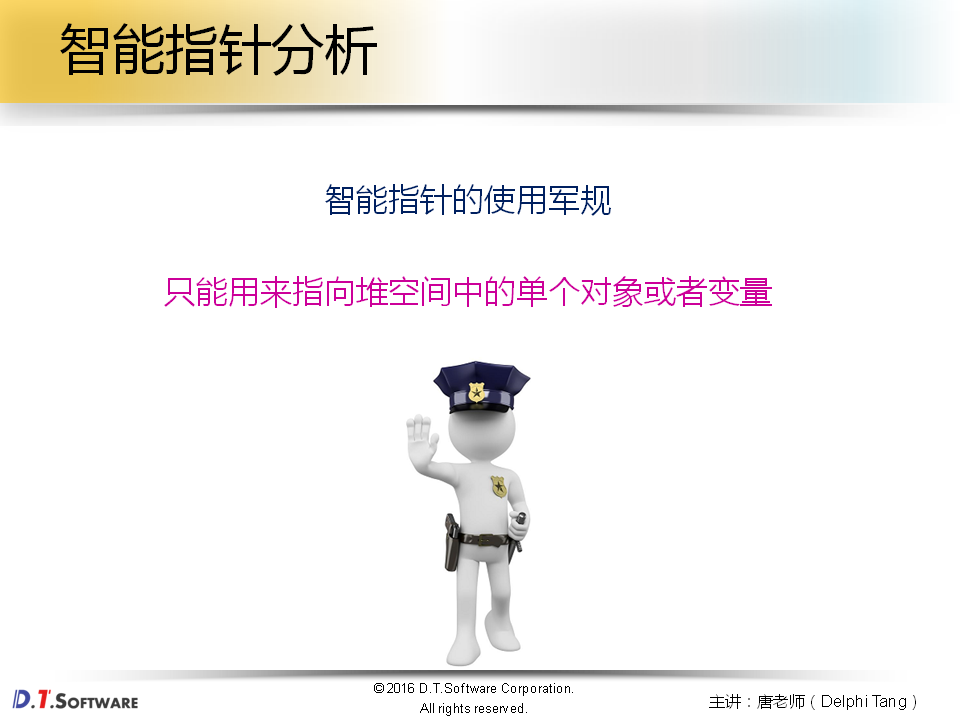 智能指针分析
智能指针的使用军规
只能用来指向堆空间中的单个对象或者变量
D.T.SOFTWARE
©2016 D.T.Software Corporation.
All rights reserved.
主讲：唐老师（Delphi Tang）